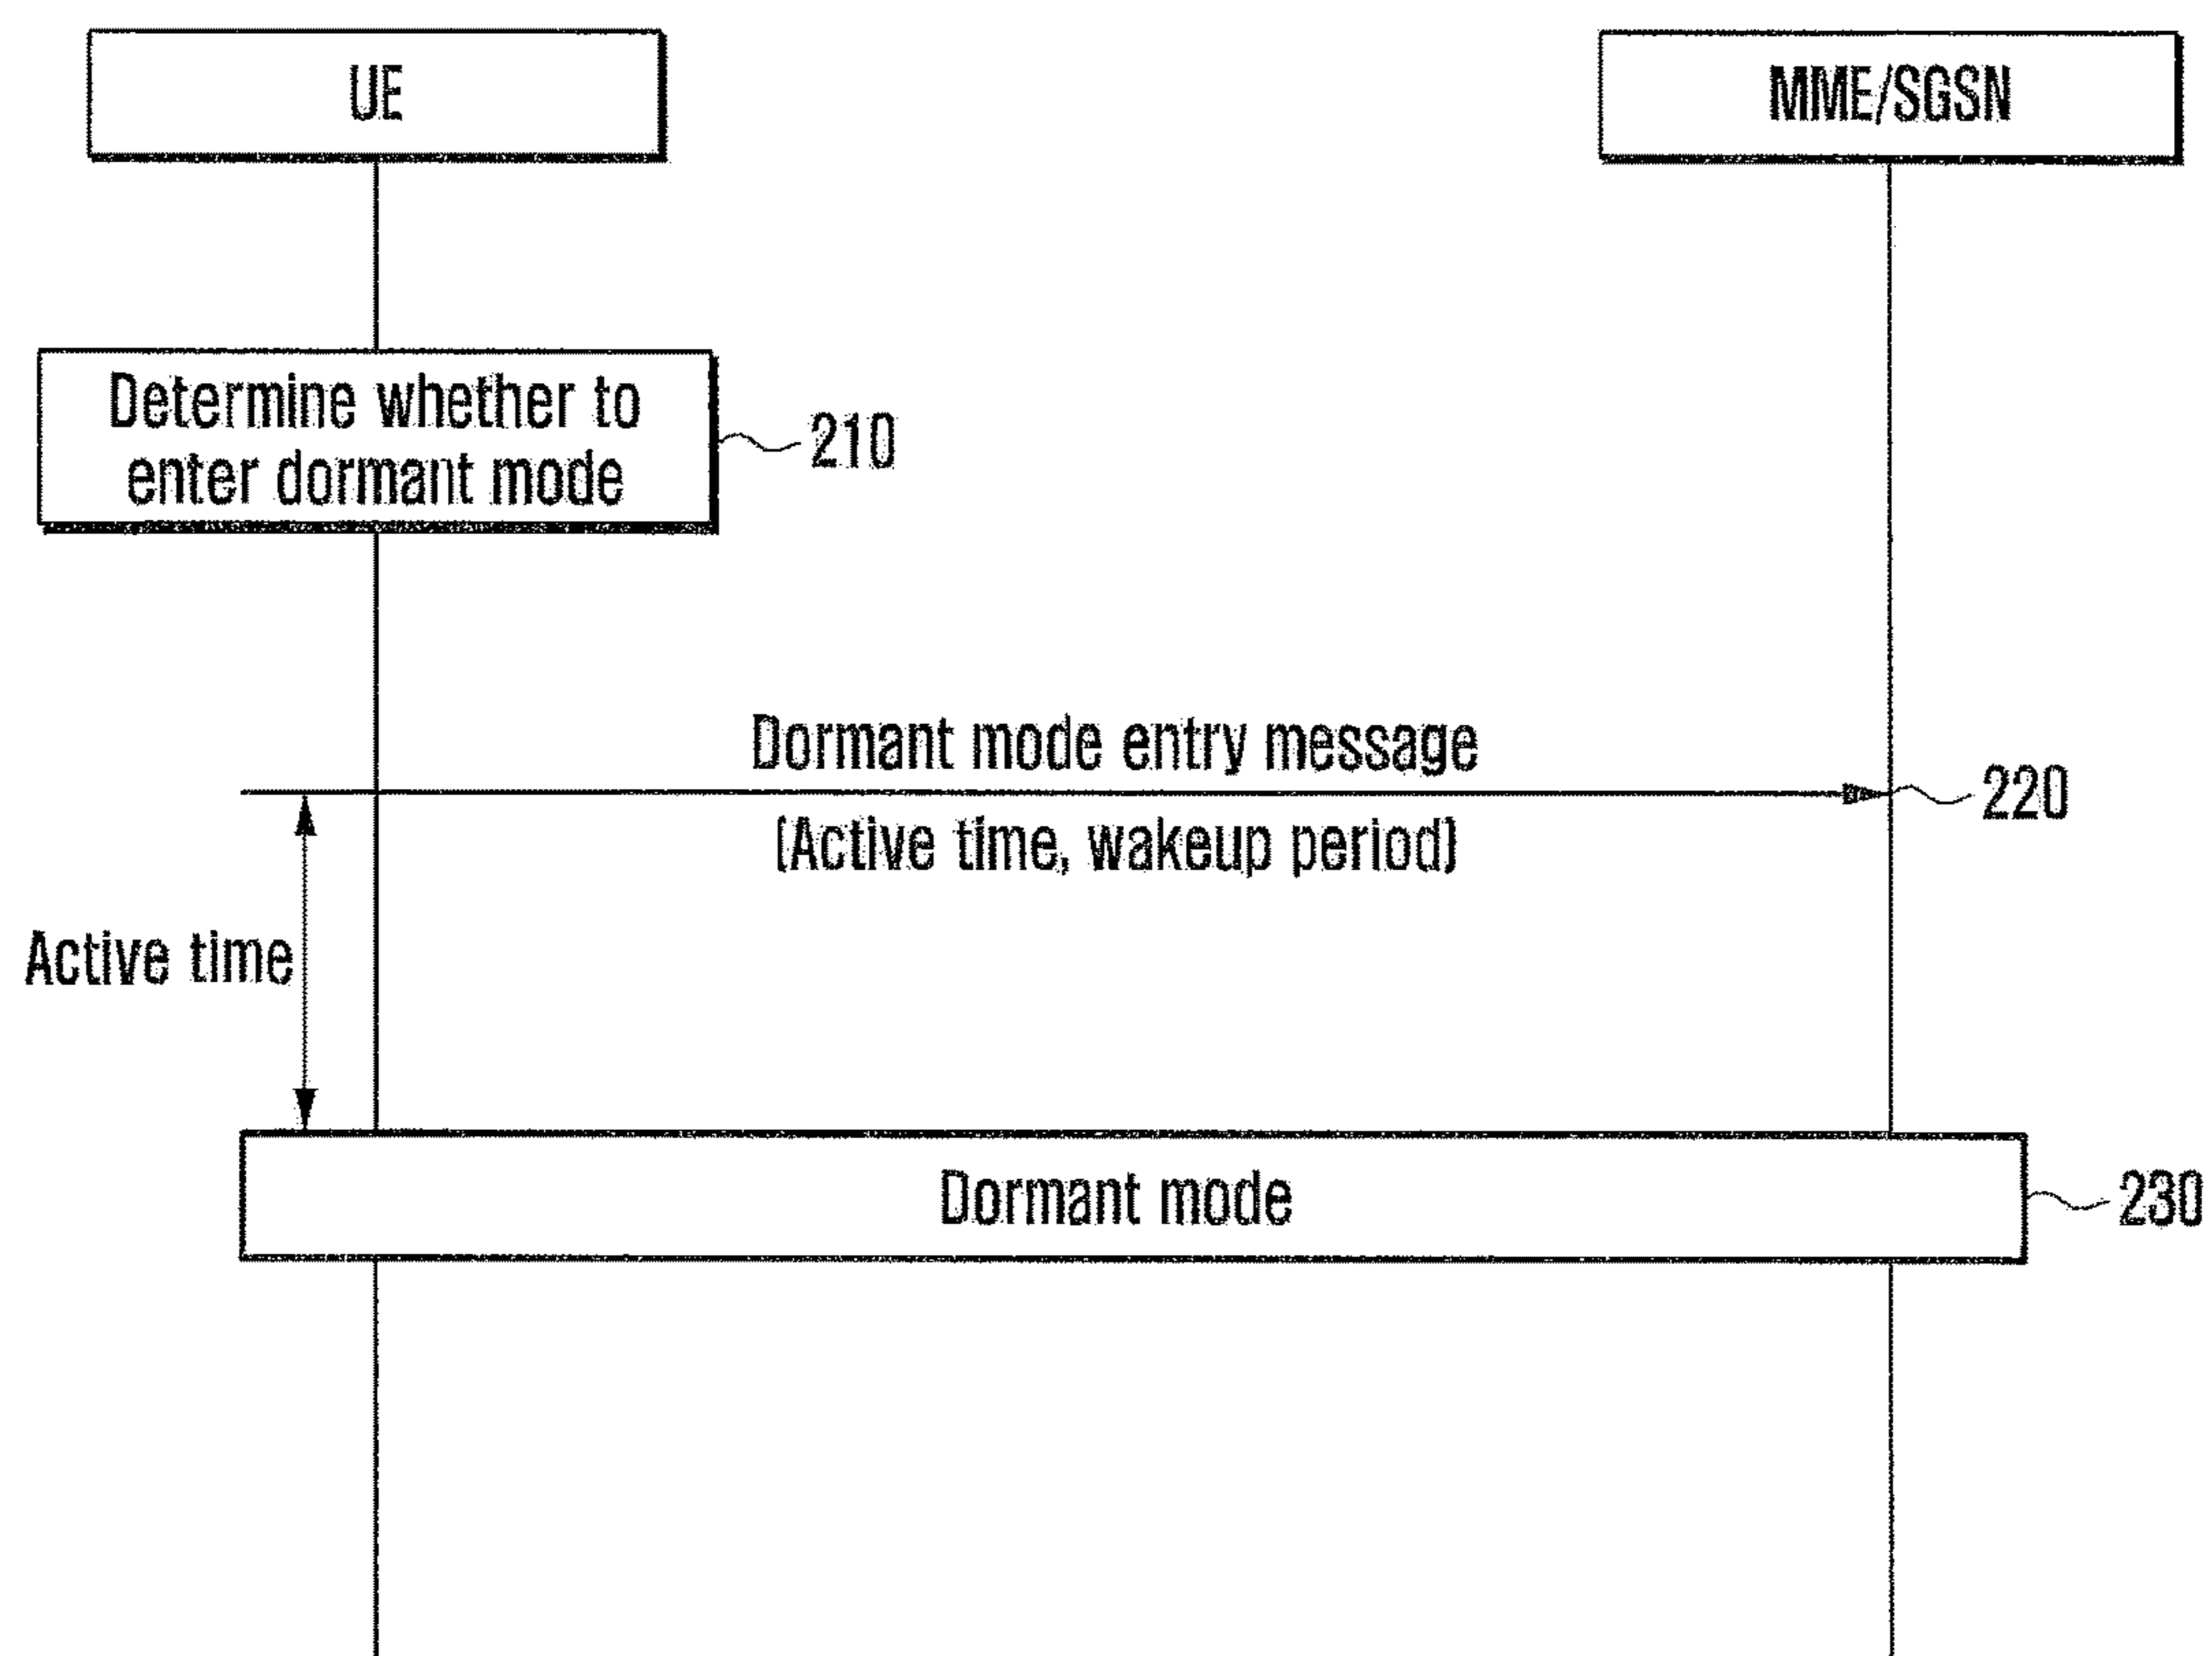 UE
MME/SGSN
Determine whether to
enter dormant mode
210
Dormant mode entry message
220
(Active time, wakeup period)
Active time
Dormant mode
230